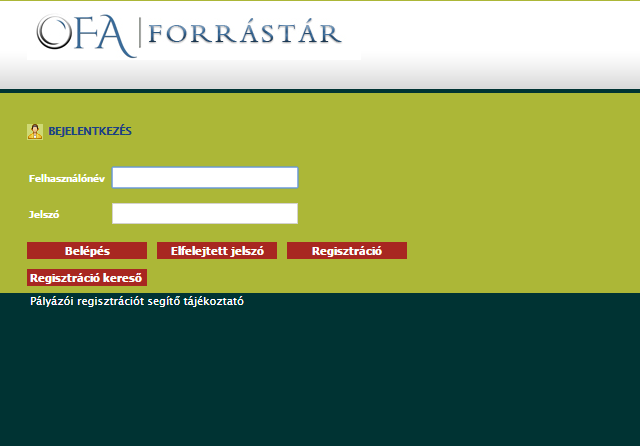 OFA | FORRÁSTÁR
BEJELENTKEZÉS
Felhasználónév
Jelszó
Belépés Elfelejtett jelszó Regisztráció
Regisztráció kereső
Pályázói regisztrációt segítő tájékoztató